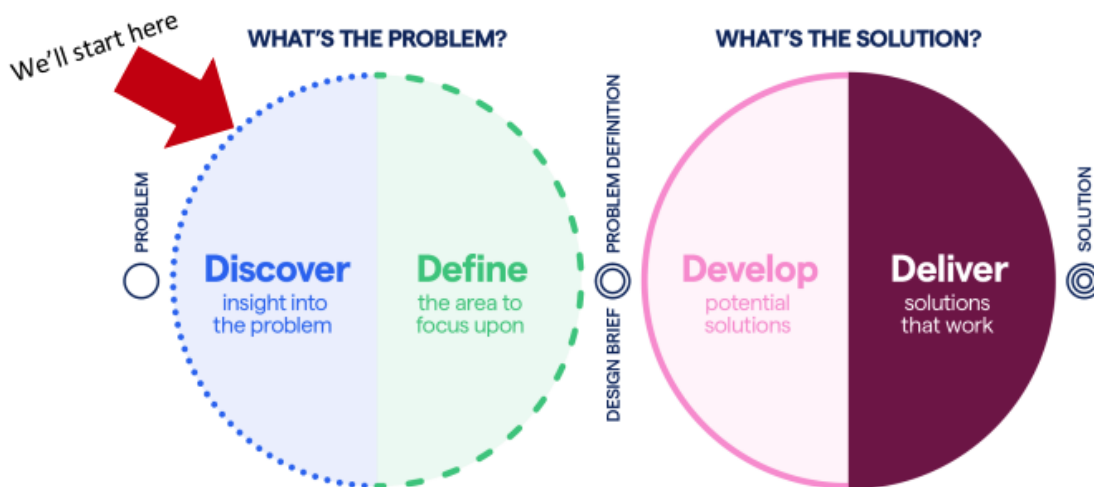 We'll start here
WHAT'S THE PROBLEM?
WHAT'S THE SOLUTION?
PROBLEM
Discover
insight into
the problem
Define
the area to
focus upon
PROBLEM DEFINITION
DESIGN BRIEF
Develop
potential
solutions
Deliver
solutions
that work
SOLUTION